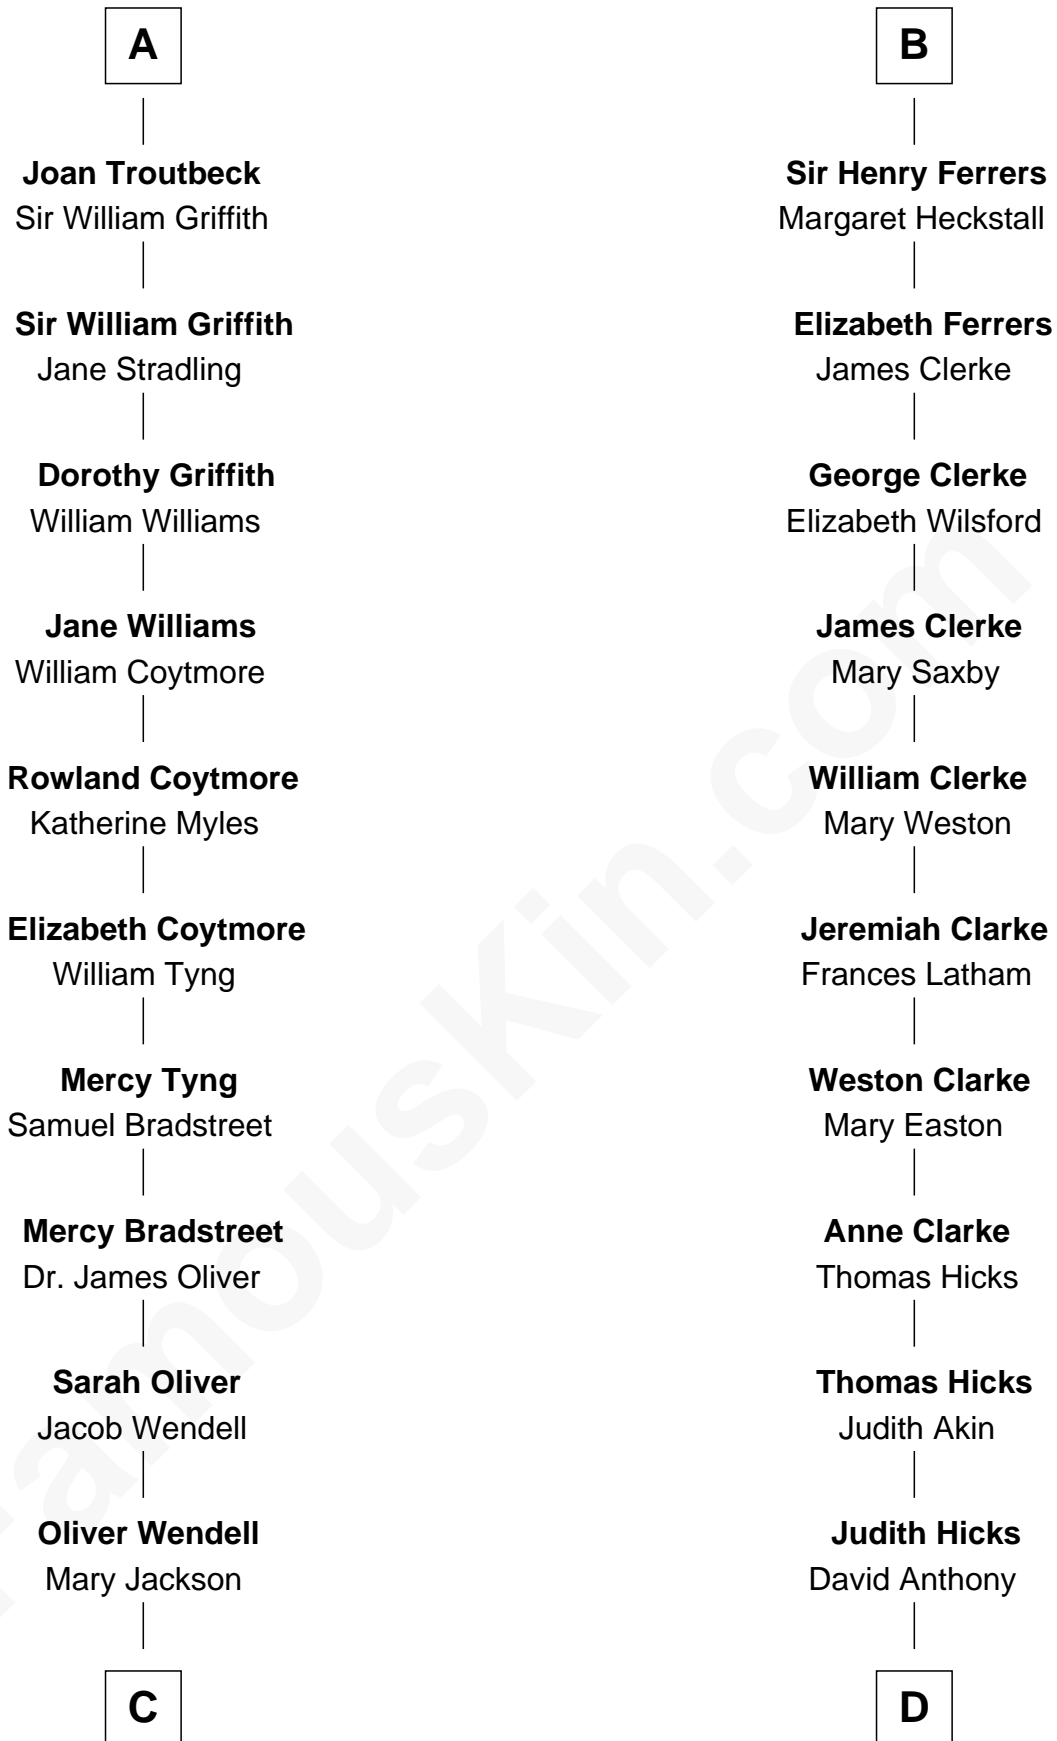 A
Joan Troutbeck
Sir William Griffith
Sir William Griffith
Jane Stradling
Dorothy Griffith
William Williams
Jane Williams
William Coytmore
Rowland Coytmore
Katherine Myles
Elizabeth Coytmore
William Tyng
Mercy Tyng
Samuel Bradstreet
Mercy Bradstreet
Dr. James Oliver
Sarah Oliver
Jacob Wendell
Oliver Wendell
Mary Jackson
C
B
Sir Henry Ferrers
Margaret Heckstall
Elizabeth Ferrers
James Clerke
George Clerke
Elizabeth Wilsford
James Clerke
Mary Saxby
William Clerke
Mary Weston
Jeremiah Clarke
Frances Latham
Weston Clarke
Mary Easton
Anne Clarke
Thomas Hicks
Thomas Hicks
Judith Akin
Judith Hicks
David Anthony
D
FamousKin.com